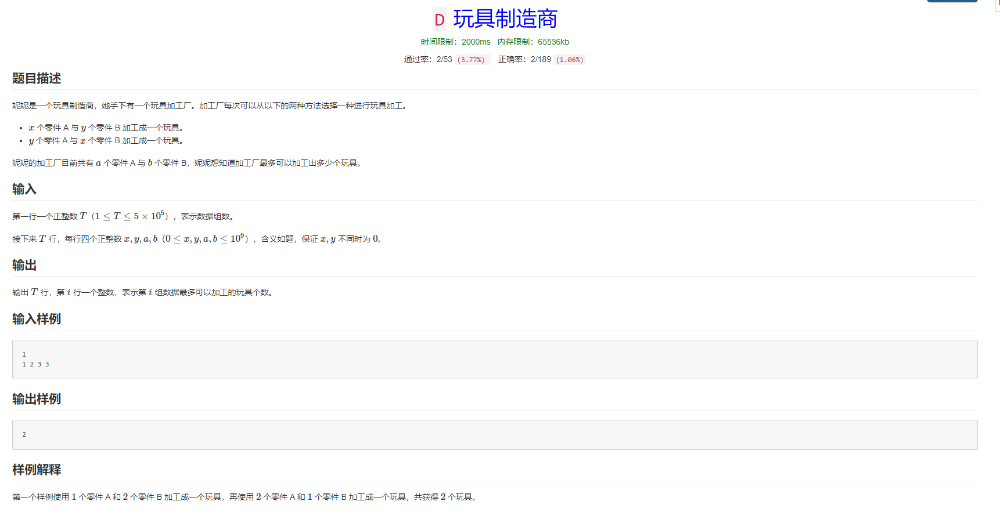 D 玩具制造商
时间限制：2000ms 内存限制：65536kb
通过率：2/53 (3.77%) 正确率：2/189 (1.06%)
题目描述
妮妮是一个玩具制造商，她手下有一个玩具加工厂。加工厂每次可以从以下的两种方法选择一种进行玩具加工。
• x 个零件 A 与 y 个零件 B 加工成一个玩具。
• y 个零件 A 与 x 个零件 B 加工成一个玩具。
妮妮的加工厂目前共有 a 个零件 A 与 b 个零件 B，妮妮想知道加工厂最多可以加工出多少个玩具。
输入
第一行一个正整数 T（1 ≤ T ≤ 5 × 10⁵），表示数据组数。
接下来 T 行，每行四个正整数 x, y, a, b（0 ≤ x, y, a, b ≤ 10⁹），含义如题，保证 x, y 不同时为 0。
输出
输出 T 行，第 i 行一个整数，表示第 i 组数据最多可以加工的玩具个数。
输入样例
1
1 2 3 3
输出样例
2
样例解释
第一个样例使用 1 个零件 A 和 2 个零件 B 加工成一个玩具，再使用 2 个零件 A 和 1 个零件 B 加工成一个玩具，共获得 2 个玩具。